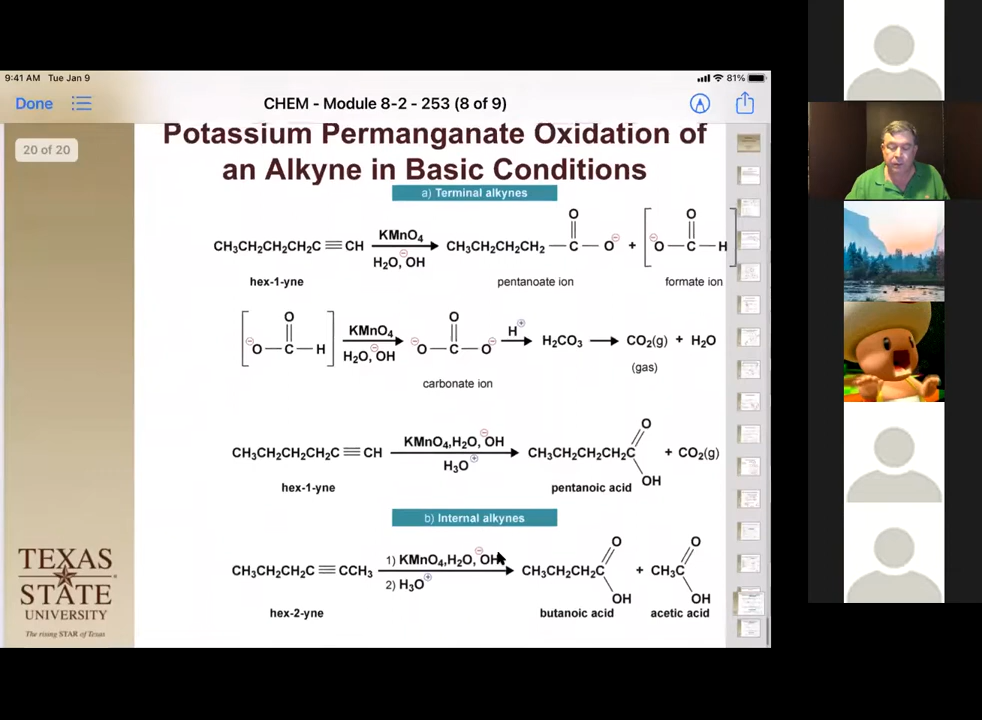 9:41 AM Tue Jan 9
81%
Done
CHEM - Module 8-2 - 253 (8 of 9)
20 of 20
Potassium Permanganate Oxidation of
an Alkyne in Basic Conditions
a) Terminal alkynes
CH3CH2CH2CH2C≡CH KMnO4 H2O, ⊖OH CH3CH2CH2CH2—C(=O)—O⊖ + [⊖O—C(=O)—H]
hex-1-yne pentanoate ion formate ion
[⊖O—C(=O)—H] KMnO4 H2O, ⊖OH ⊖O—C(=O)—O⊖ H⊕ H2CO3 → CO2(g) + H2O
(gas)
carbonate ion
CH3CH2CH2CH2C≡CH KMnO4,H2O, ⊖OH H3O⊕ CH3CH2CH2CH2C(=O)OH + CO2(g)
hex-1-yne pentanoic acid
b) Internal alkynes
CH3CH2CH2C≡CCH3 1) KMnO4,H2O, ⊖OH 2) H3O⊕ CH3CH2CH2C(=O)OH + CH3C(=O)OH
hex-2-yne butanoic acid acetic acid
TEXAS
STATE
UNIVERSITY
The rising STAR of Texas